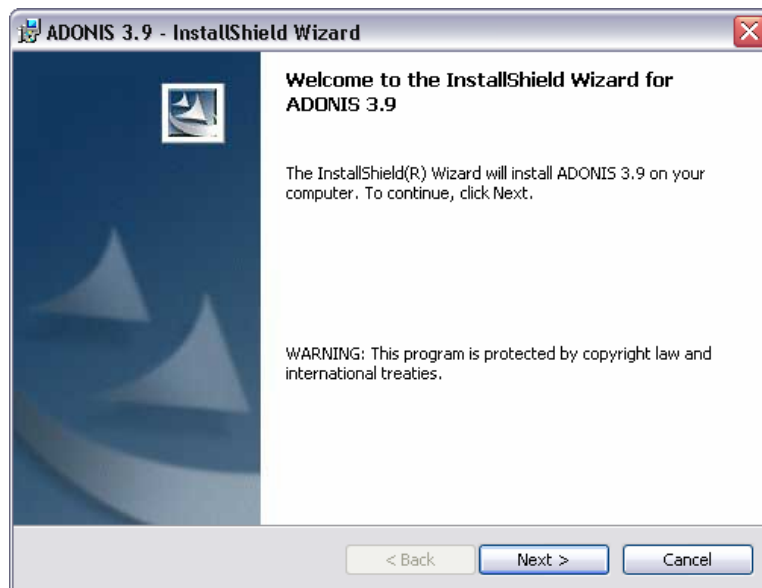 ADONIS 3.9 - InstallShield Wizard
Welcome to the InstallShield Wizard for
ADONIS 3.9
The InstallShield(R) Wizard will install ADONIS 3.9 on your
computer. To continue, click Next.
WARNING: This program is protected by copyright law and
international treaties.
< Back
Next >
Cancel